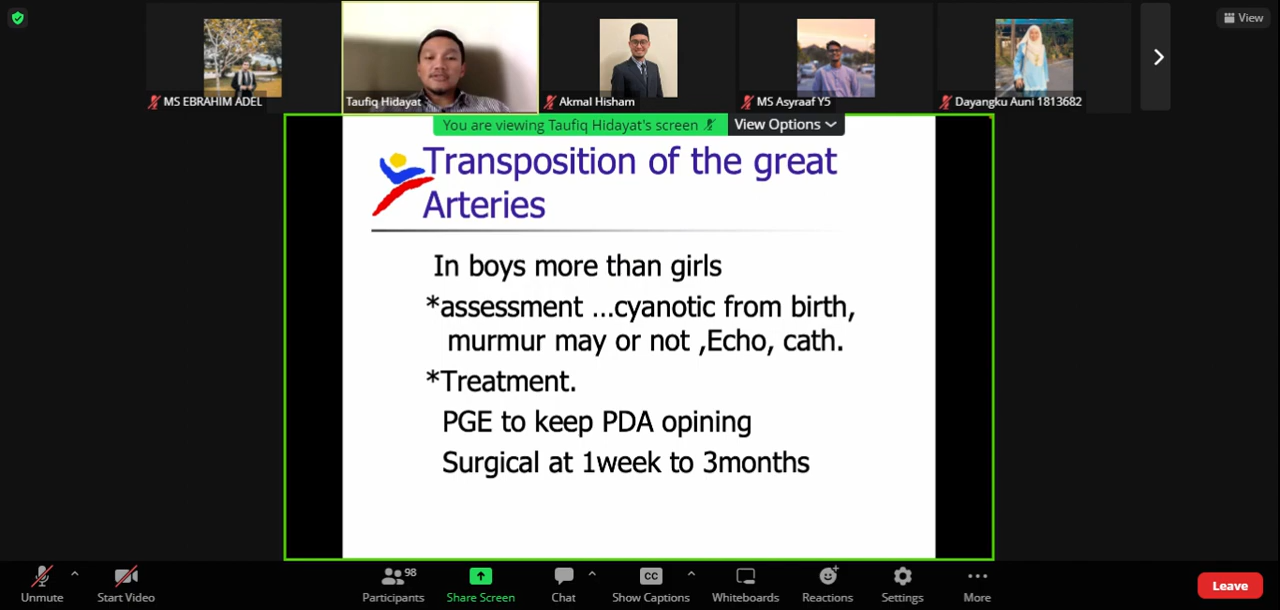 View
MS EBRAHIM ADEL
Taufiq Hidayat
Akmal Hisham
MS Asyraaf Y5
Dayangku Auni 1813682
You are viewing Taufiq Hidayat's screen
View Options
Transposition of the great
Arteries
In boys more than girls
*assessment ...cyanotic from birth,
murmur may or not ,Echo, cath.
*Treatment.
PGE to keep PDA opining
Surgical at 1week to 3months
98
CC
Unmute
Start Video
Participants
Share Screen
Chat
Show Captions
Whiteboards
Reactions
Settings
More
Leave